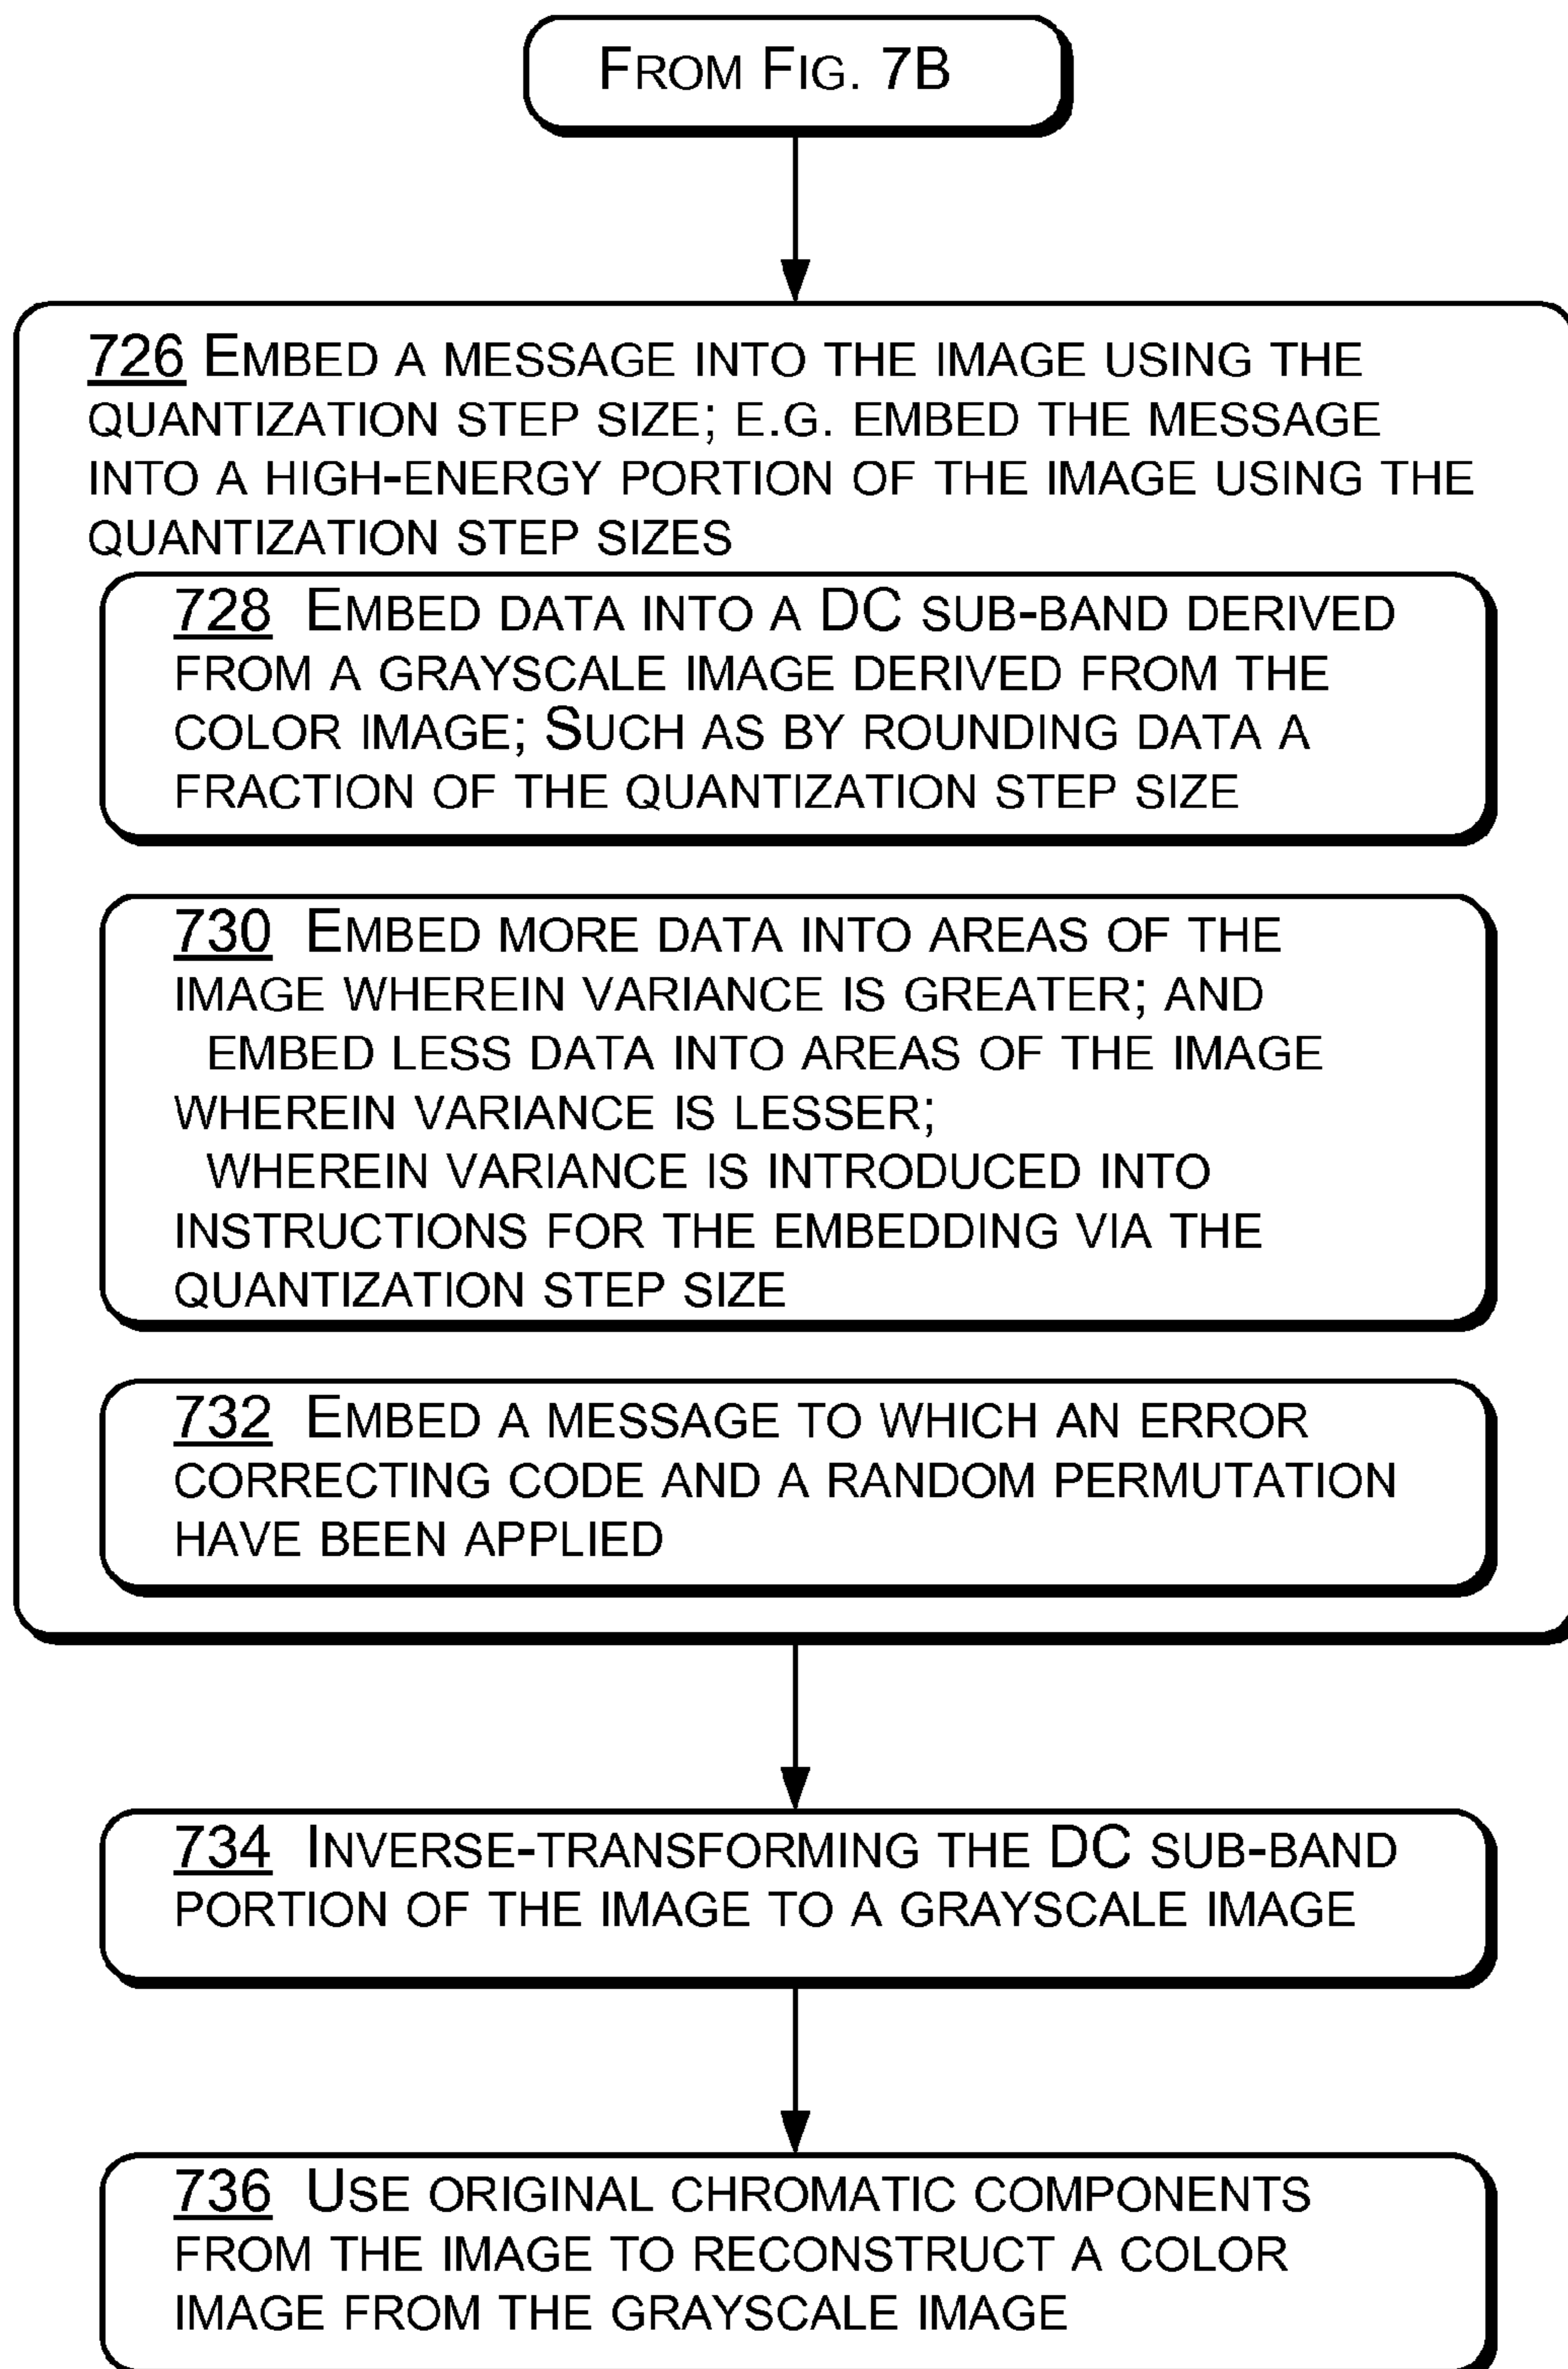 FROM FIG. 7B
726 EMBED A MESSAGE INTO THE IMAGE USING THE
QUANTIZATION STEP SIZE; E.G. EMBED THE MESSAGE
INTO A HIGH-ENERGY PORTION OF THE IMAGE USING THE
QUANTIZATION STEP SIZES
728 EMBED DATA INTO A DC SUB-BAND DERIVED
FROM A GRAYSCALE IMAGE DERIVED FROM THE
COLOR IMAGE; SUCH AS BY ROUNDING DATA A
FRACTION OF THE QUANTIZATION STEP SIZE
730 EMBED MORE DATA INTO AREAS OF THE
IMAGE WHEREIN VARIANCE IS GREATER; AND
EMBED LESS DATA INTO AREAS OF THE IMAGE
WHEREIN VARIANCE IS LESSER;
WHEREIN VARIANCE IS INTRODUCED INTO
INSTRUCTIONS FOR THE EMBEDDING VIA THE
QUANTIZATION STEP SIZE
732 EMBED A MESSAGE TO WHICH AN ERROR
CORRECTING CODE AND A RANDOM PERMUTATION
HAVE BEEN APPLIED
734 INVERSE-TRANSFORMING THE DC SUB-BAND
PORTION OF THE IMAGE TO A GRAYSCALE IMAGE
736 USE ORIGINAL CHROMATIC COMPONENTS
FROM THE IMAGE TO RECONSTRUCT A COLOR
IMAGE FROM THE GRAYSCALE IMAGE